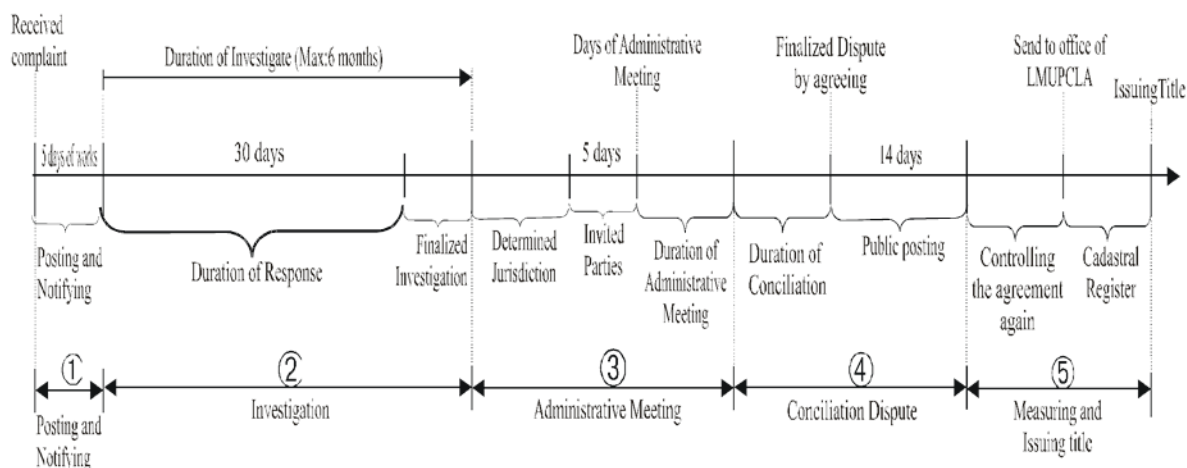 Received
complaint
Duration of Investigate (Max:6 months)
Days of Administrative
Meeting
Finalized Dispute
by agreeing
Send to office of
LMUPCLA
IssuingTitle
5 days of works
30 days
5 days
14 days
Posting and
Notifying
Duration of Response
Finalized
Investigation
Determined
Jurisdiction
Invited
Parties
Duration of
Administrative
Meeting
Duration of
Conciliation
Public posting
Controlling
the agreement
again
Cadastral
Register
①
②
③
④
⑤
Posting and
Notifying
Investigation
Administrative Meeting
Conciliation Dispute
Measuring and
Issuing title